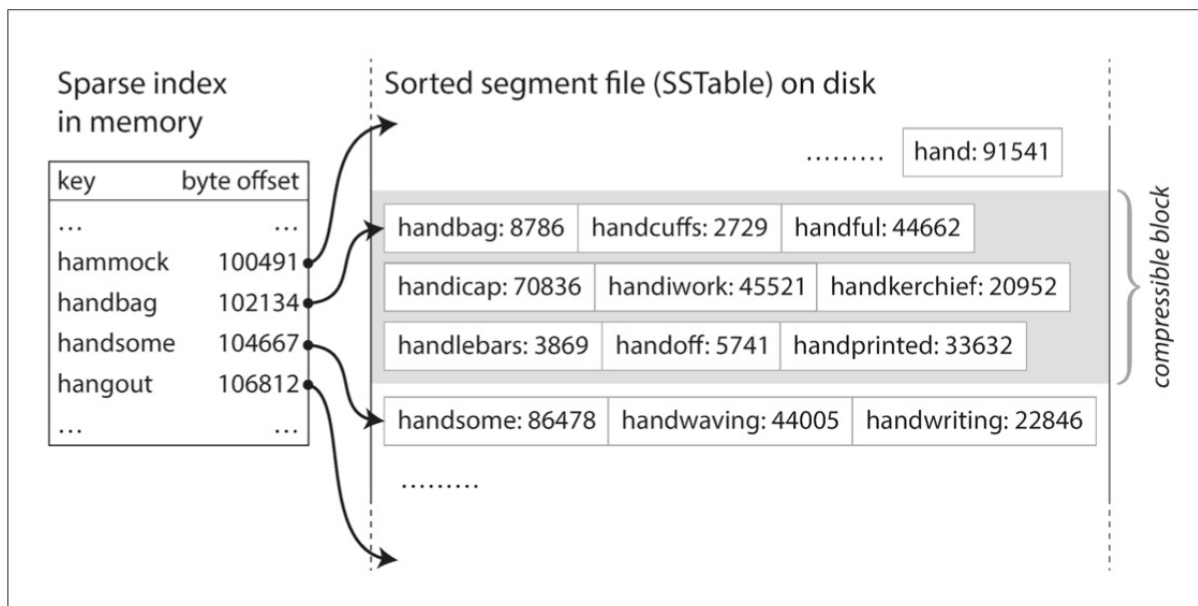 Sparse index
in memory
key byte offset
... ...
hammock 100491
handbag 102134
handsome 104667
hangout 106812
... ...
Sorted segment file (SSTable) on disk
......... hand: 91541
handbag: 8786 handcuffs: 2729 handful: 44662
handicap: 70836 handiwork: 45521 handkerchief: 20952
handlebars: 3869 handoff: 5741 handprinted: 33632
handsome: 86478 handwaving: 44005 handwriting: 22846
.........
compressible block